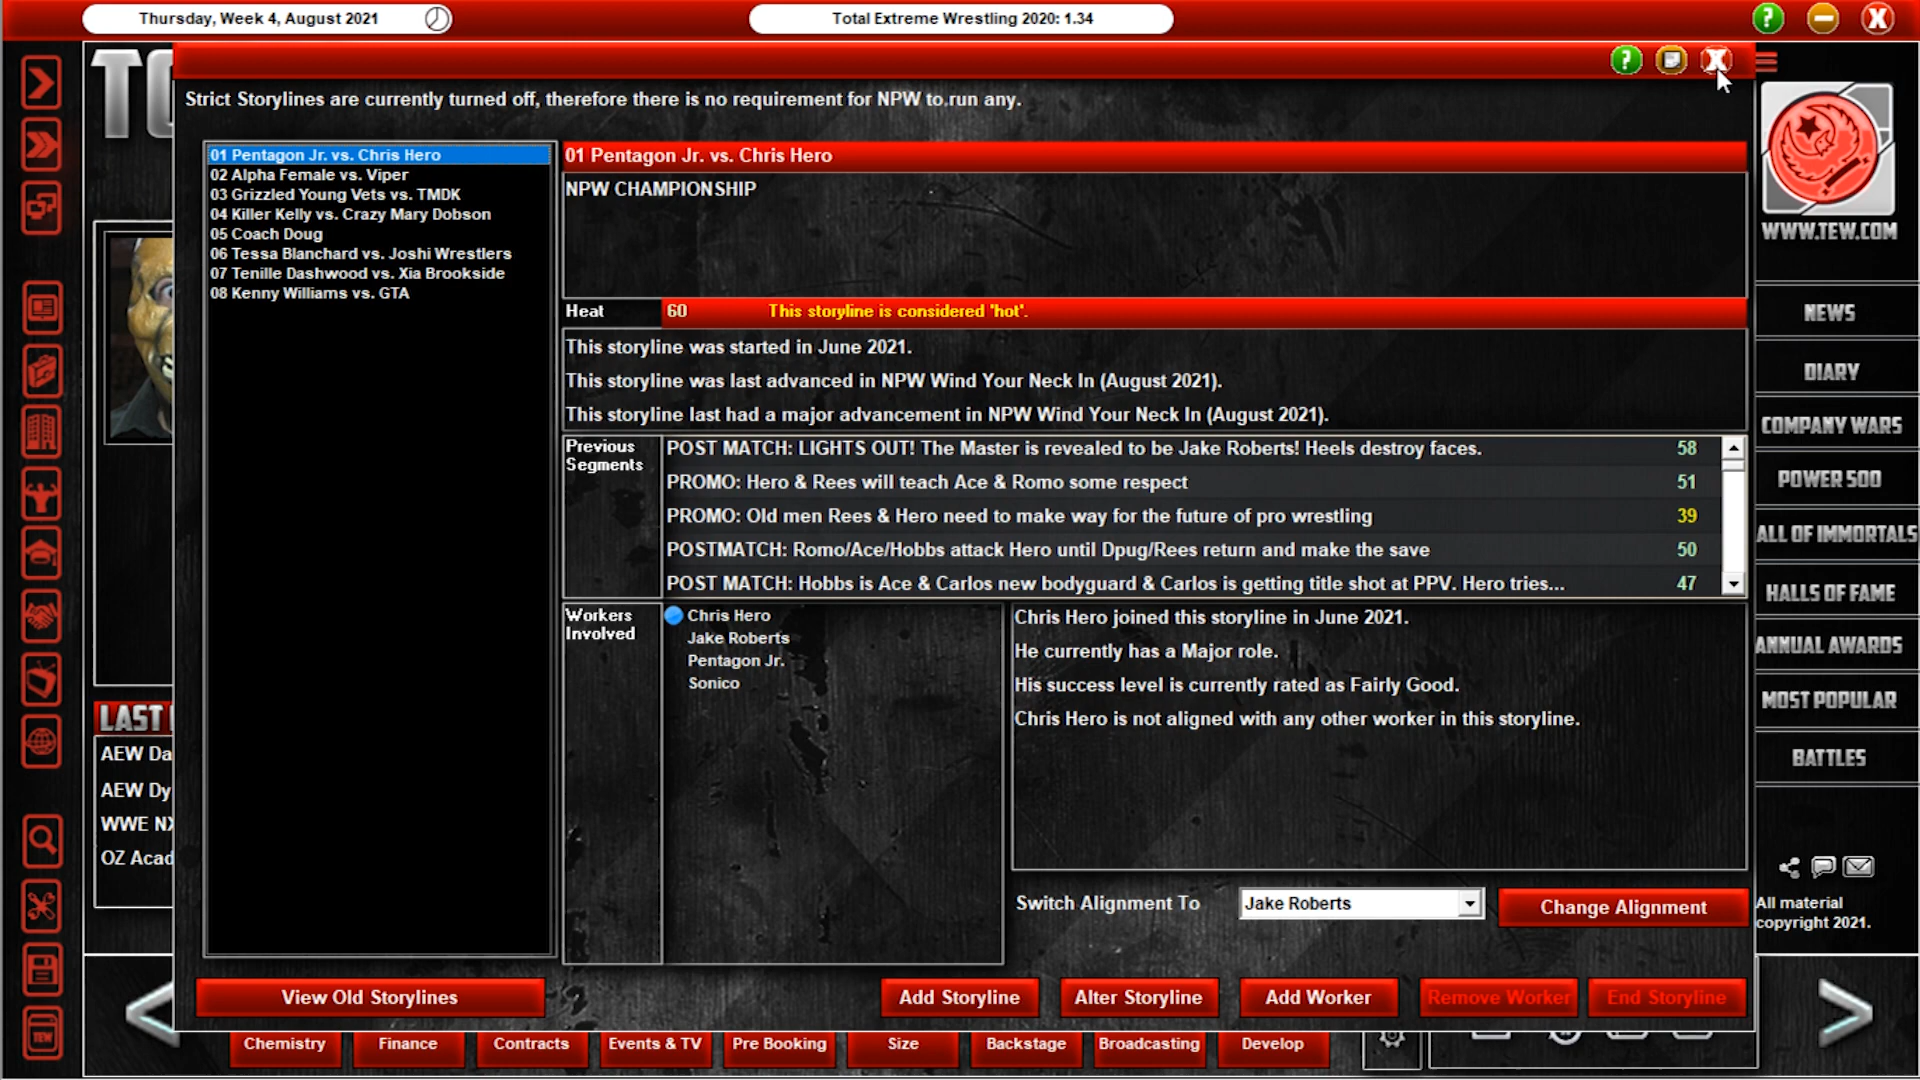 Thursday, Week 4, August 2021
Total Extreme Wrestling 2020: 1.34
Strict Storylines are currently turned off, therefore there is no requirement for NPW to run any.
01 Pentagon Jr. vs. Chris Hero
02 Alpha Female vs. Viper
03 Grizzled Young Vets vs. TMDK
04 Killer Kelly vs. Crazy Mary Dobson
05 Coach Doug
06 Tessa Blanchard vs. Joshi Wrestlers
07 Tenille Dashwood vs. Xia Brookside
08 Kenny Williams vs. GTA
01 Pentagon Jr. vs. Chris Hero
NPW CHAMPIONSHIP
Heat 60 This storyline is considered 'hot'.
This storyline was started in June 2021.
This storyline was last advanced in NPW Wind Your Neck In (August 2021).
This storyline last had a major advancement in NPW Wind Your Neck In (August 2021).
Previous
Segments
POST MATCH: LIGHTS OUT! The Master is revealed to be Jake Roberts! Heels destroy faces. 58
PROMO: Hero & Rees will teach Ace & Romo some respect 51
PROMO: Old men Rees & Hero need to make way for the future of pro wrestling 39
POSTMATCH: Romo/Ace/Hobbs attack Hero until Dpug/Rees return and make the save 50
POST MATCH: Hobbs is Ace & Carlos new bodyguard & Carlos is getting title shot at PPV. Hero tries... 47
Workers
Involved
Chris Hero
Jake Roberts
Pentagon Jr.
Sonico
Chris Hero joined this storyline in June 2021.
He currently has a Major role.
His success level is currently rated as Fairly Good.
Chris Hero is not aligned with any other worker in this storyline.
Switch Alignment To Jake Roberts Change Alignment
View Old Storylines Add Storyline Alter Storyline Add Worker Remove Worker End Storyline
LAST
AEW Da
AEW Dy
WWE NX
OZ Acad
WWW.TEW.COM
NEWS
DIARY
COMPANY WARS
POWER 500
ALL OF IMMORTALS
HALLS OF FAME
ANNUAL AWARDS
MOST POPULAR
BATTLES
All material
copyright 2021.
TEW
Chemistry Finance Contracts Events & TV Pre Booking Size Backstage Broadcasting Develop